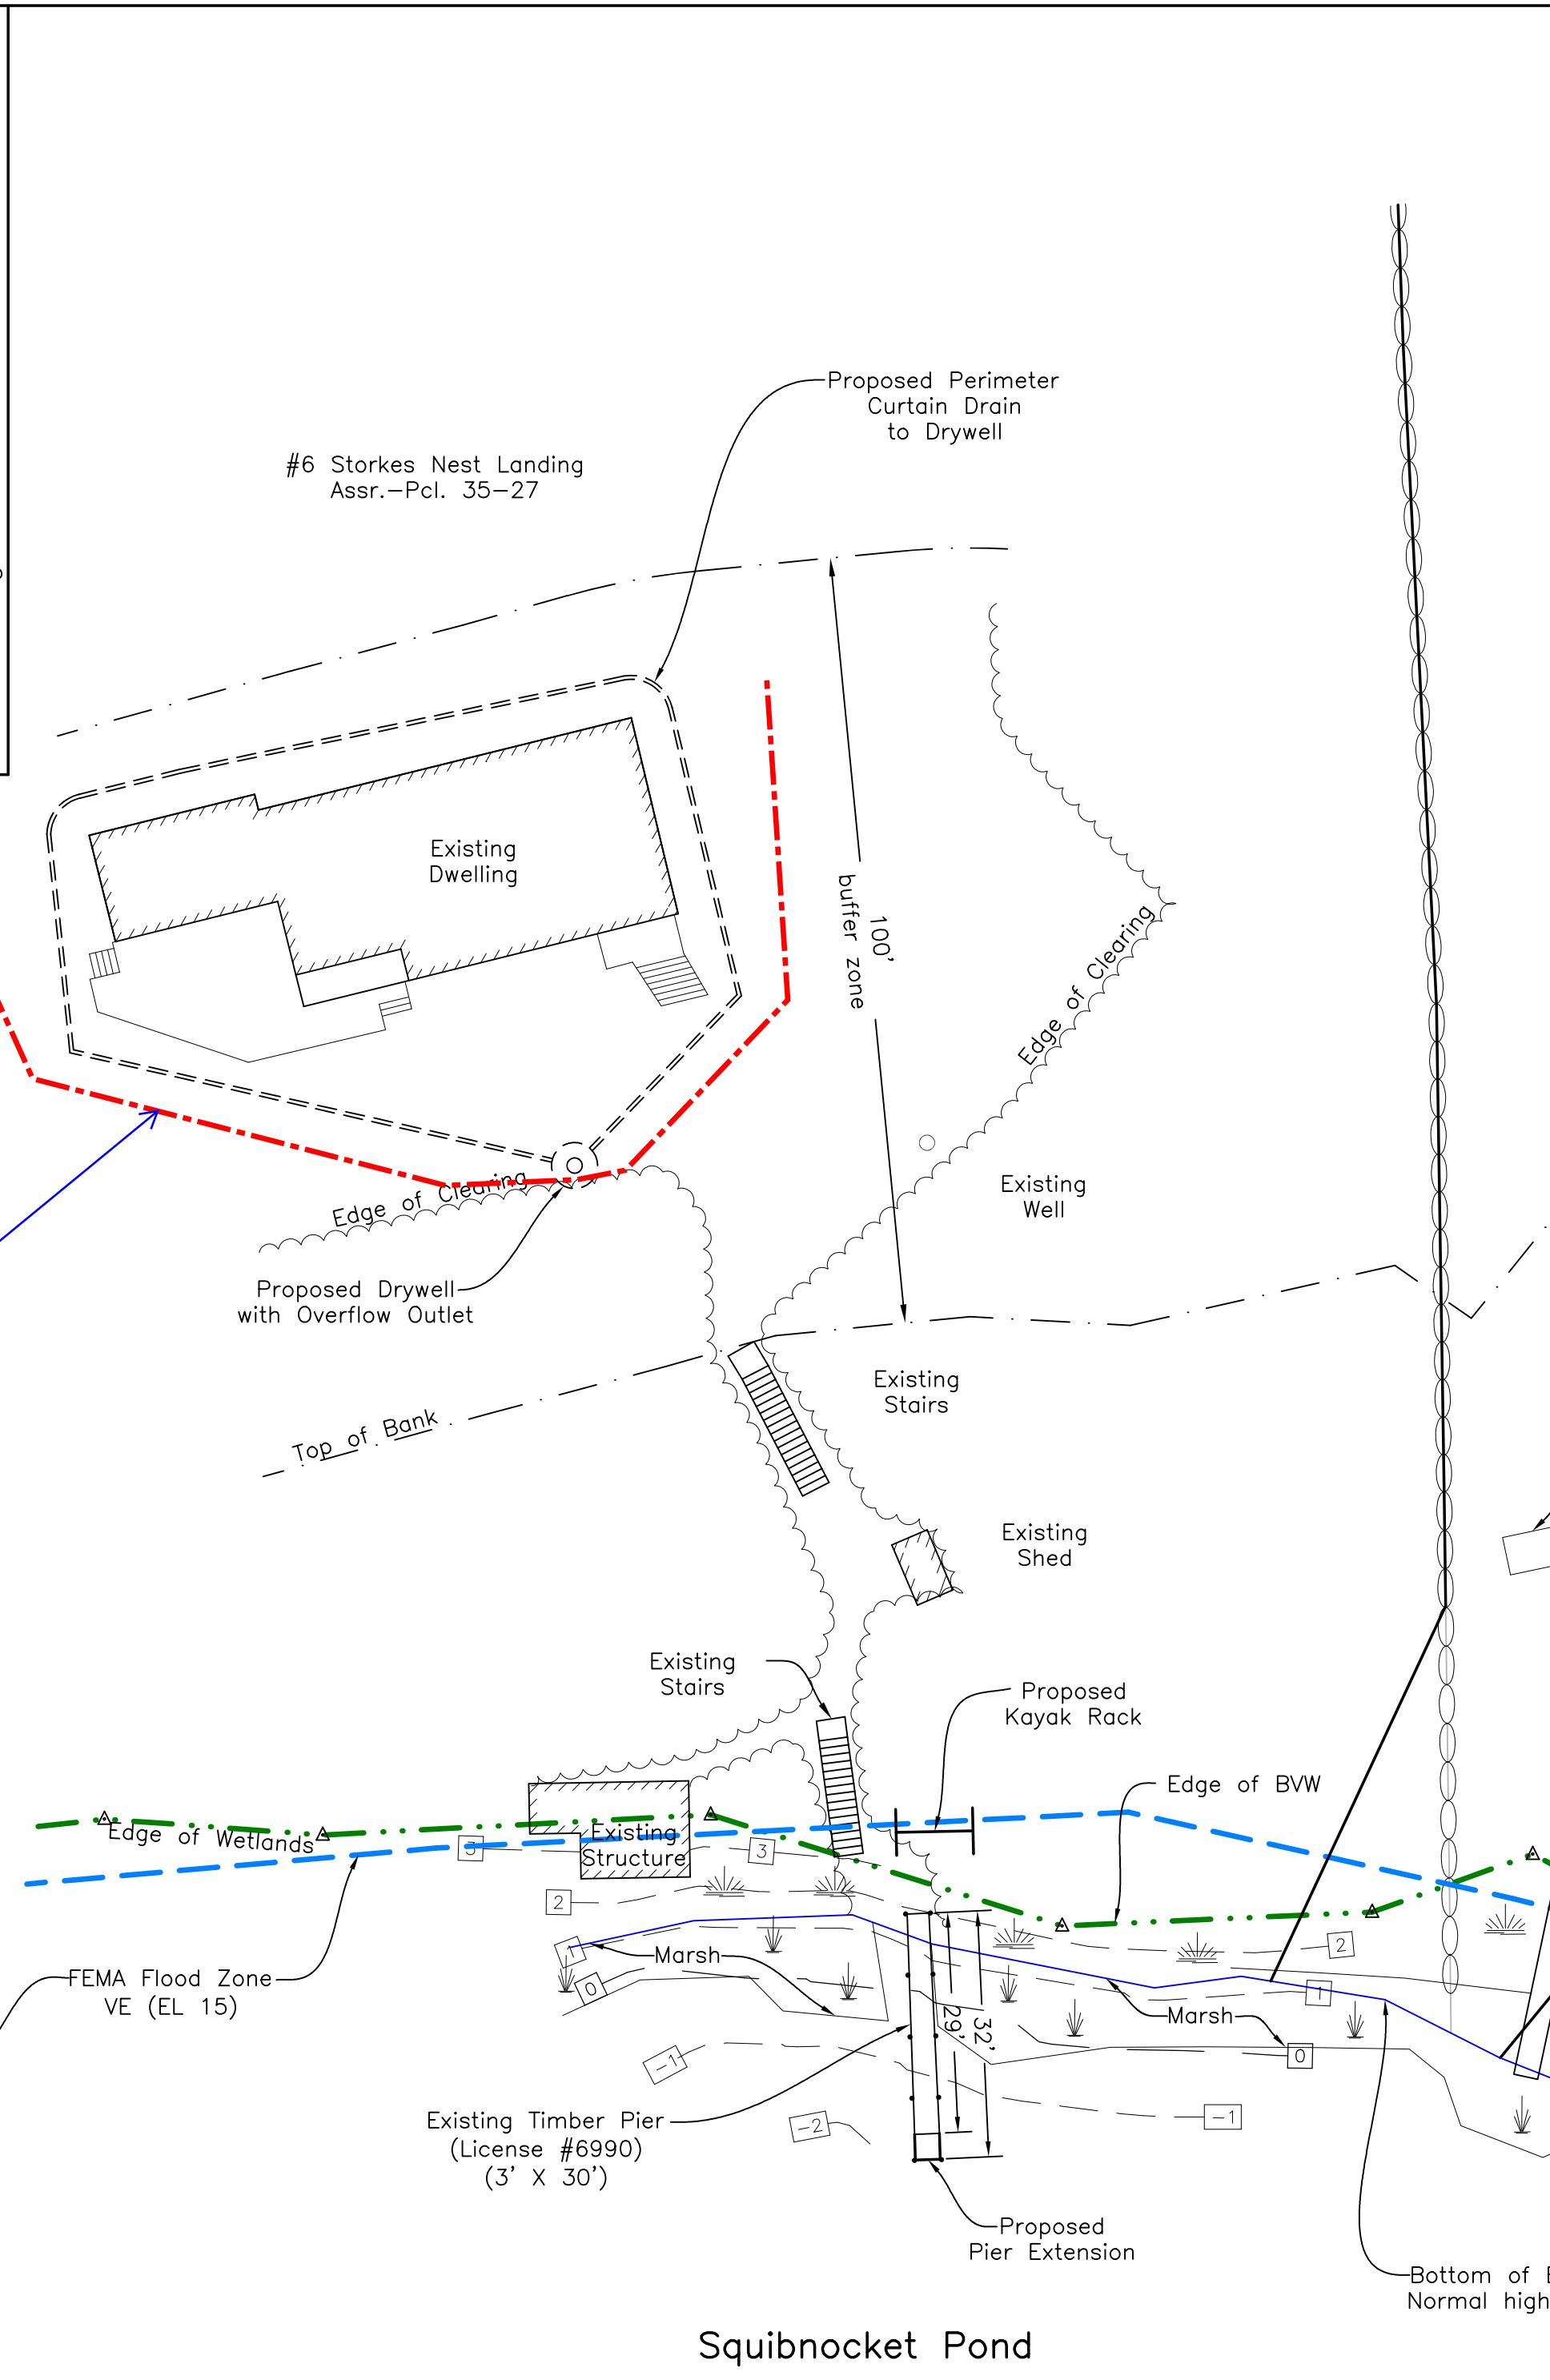 Proposed Perimeter
Curtain Drain
to Drywell
#6 Storkes Nest Landing
Assr.-Pcl. 35-27
Existing
Dwelling
100'
buffer zone
Edge of Clearing
Existing
Well
Edge of Clearing
Proposed Drywell
with Overflow Outlet
Existing
Stairs
Top of Bank
Existing
Shed
Existing
Stairs
Proposed
Kayak Rack
Edge of BVW
Edge of Wetlands
Existing
Structure
3
3
2
2
1
Marsh
0
1
Marsh
0
29'
32'
FEMA Flood Zone
VE (EL 15)
-1
-1
-2
Existing Timber Pier
(License #6990)
(3' X 30')
Proposed
Pier Extension
Bottom of
Normal high
Squibnocket Pond